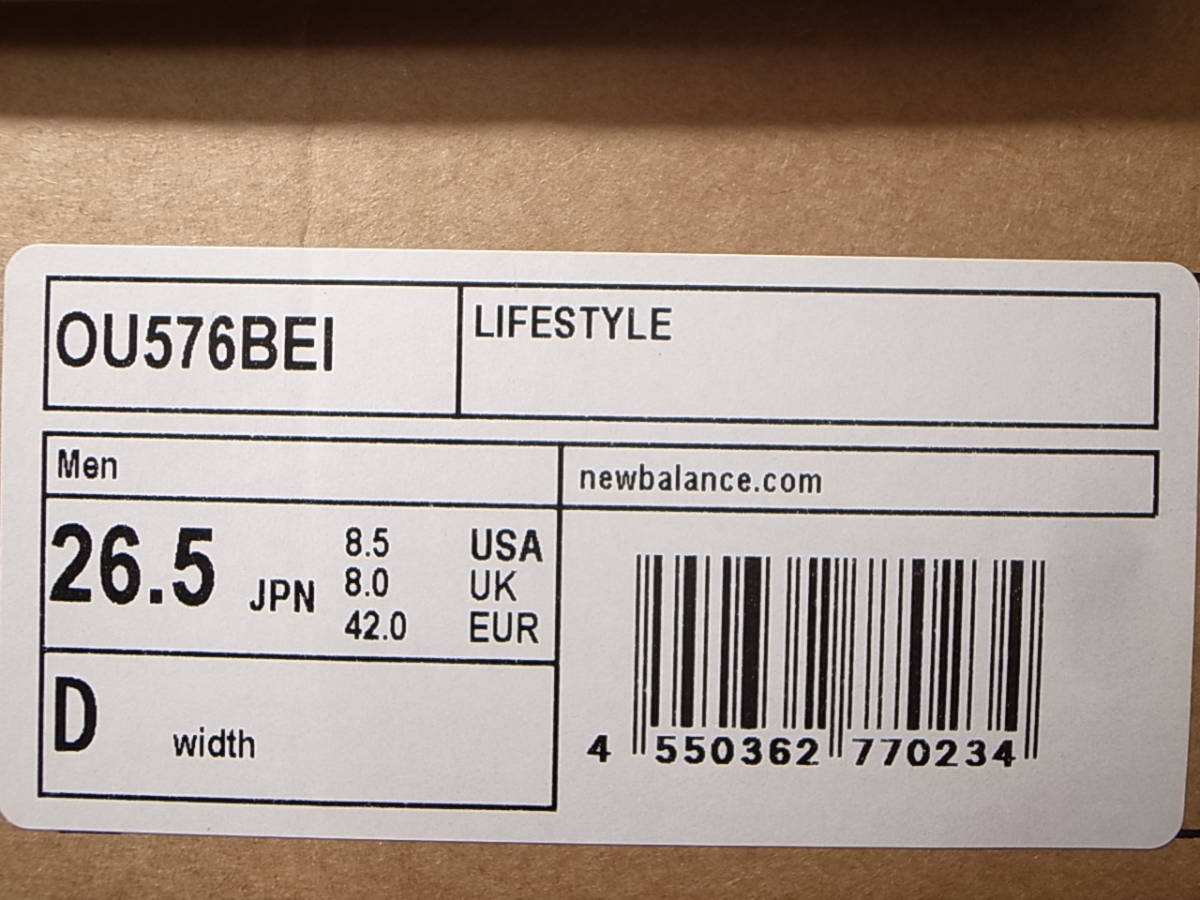 OU576BEI
LIFESTYLE
Men
newbalance.com
26.5 JPN
8.5 USA
8.0 UK
42.0 EUR
D width
4 550362 770234